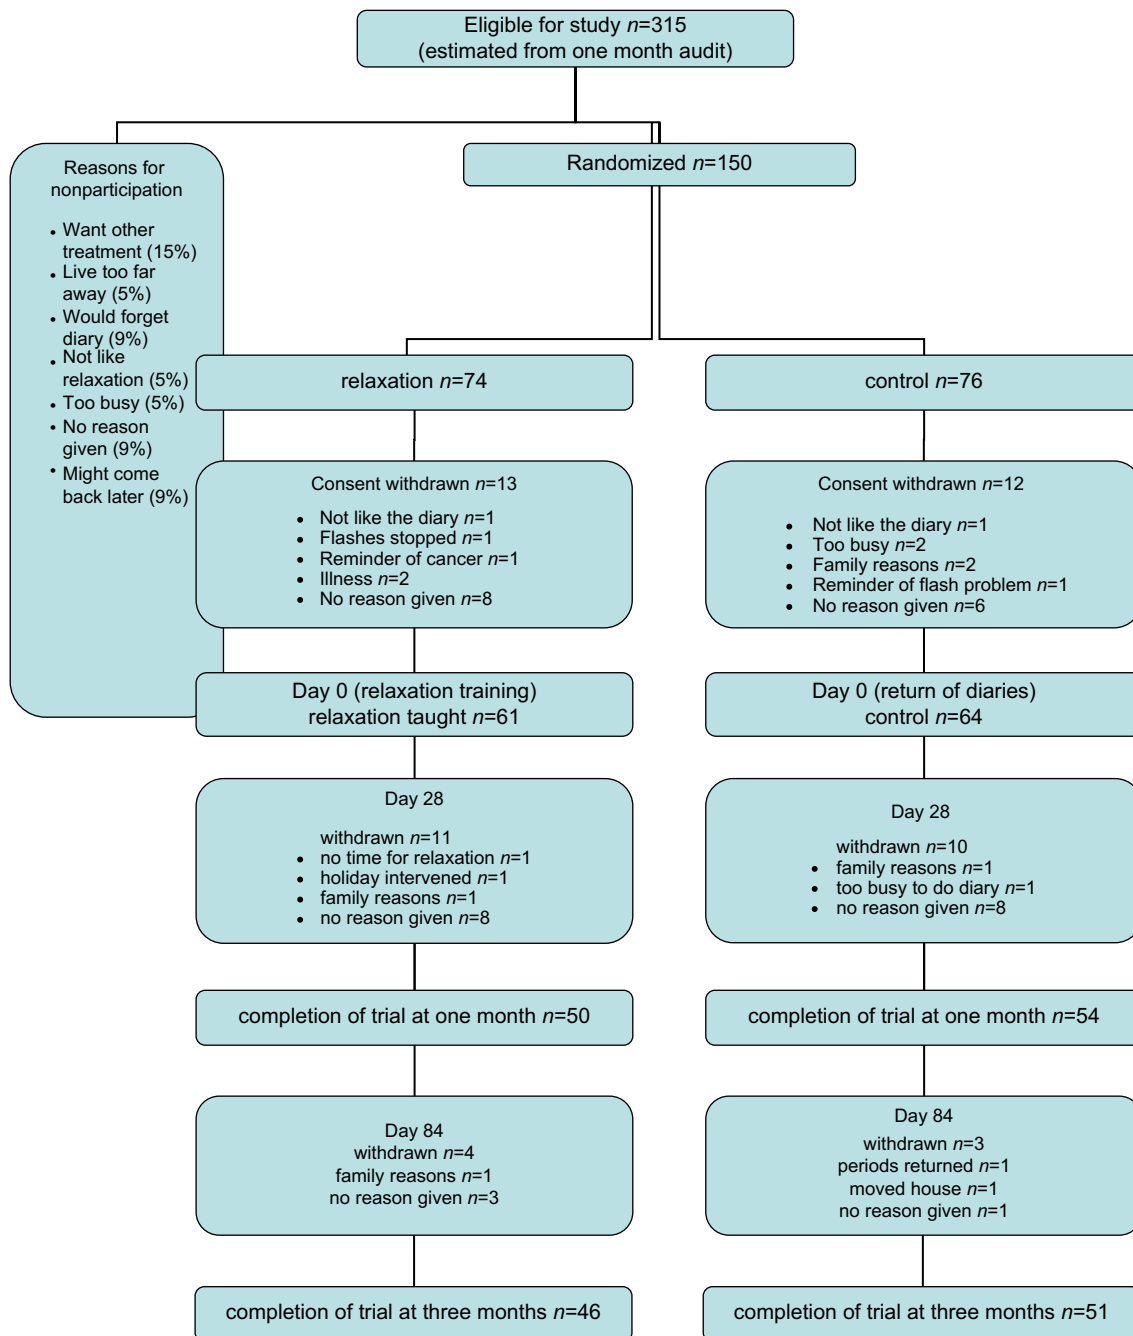 Eligible for study n=315
(estimated from one month audit)
Reasons for
nonparticipation
• Want other
treatment (15%)
• Live too far
away (5%)
• Would forget
diary (9%)
• Not like
relaxation (5%)
• Too busy (5%)
• No reason
given (9%)
• Might come
back later (9%)
Randomized n=150
relaxation n=74
control n=76
Consent withdrawn n=13
• Not like the diary n=1
• Flashes stopped n=1
• Reminder of cancer n=1
• Illness n=2
• No reason given n=8
Consent withdrawn n=12
• Not like the diary n=1
• Too busy n=2
• Family reasons n=2
• Reminder of flash problem n=1
• No reason given n=6
Day 0 (relaxation training)
relaxation taught n=61
Day 0 (return of diaries)
control n=64
Day 28
withdrawn n=11
• no time for relaxation n=1
• holiday intervened n=1
• family reasons n=1
• no reason given n=8
Day 28
withdrawn n=10
• family reasons n=1
• too busy to do diary n=1
• no reason given n=8
completion of trial at one month n=50
completion of trial at one month n=54
Day 84
withdrawn n=4
family reasons n=1
no reason given n=3
Day 84
withdrawn n=3
periods returned n=1
moved house n=1
no reason given n=1
completion of trial at three months n=46
completion of trial at three months n=51